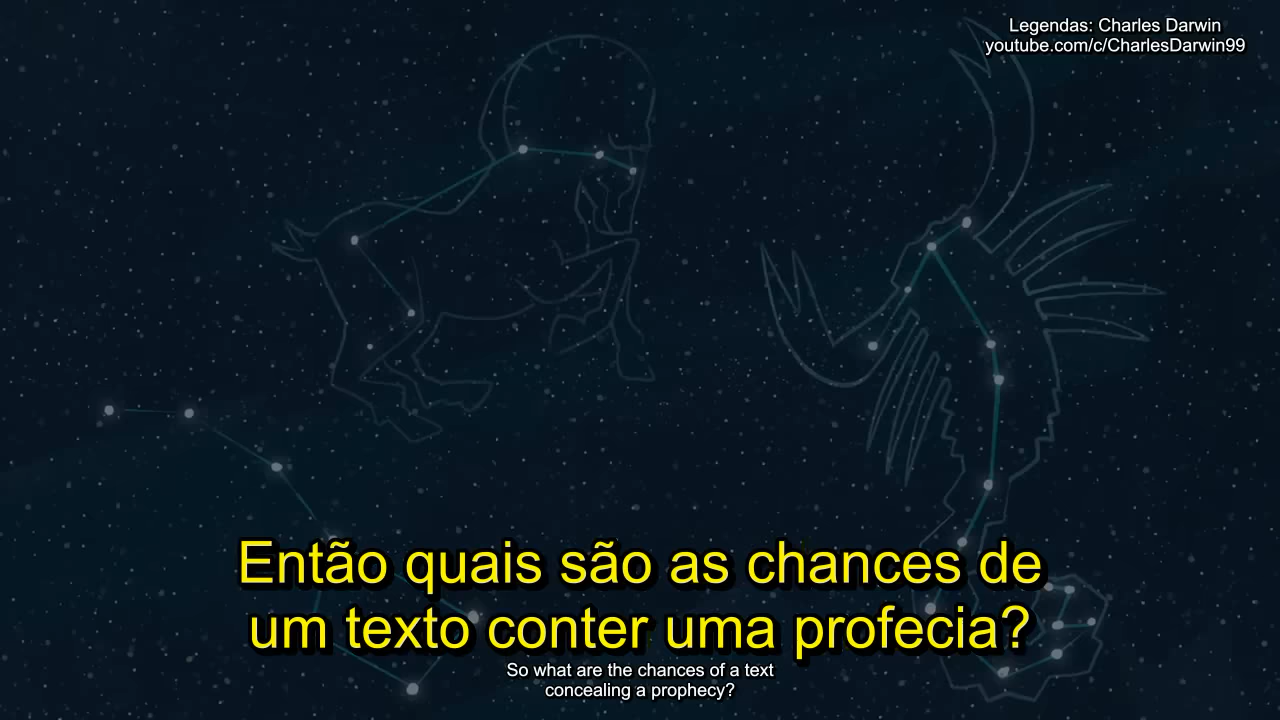 Legendas: Charles Darwin
youtube.com/c/CharlesDarwin99
Então quais são as chances de
um texto conter uma profecia?
So what are the chances of a text
concealing a prophecy?